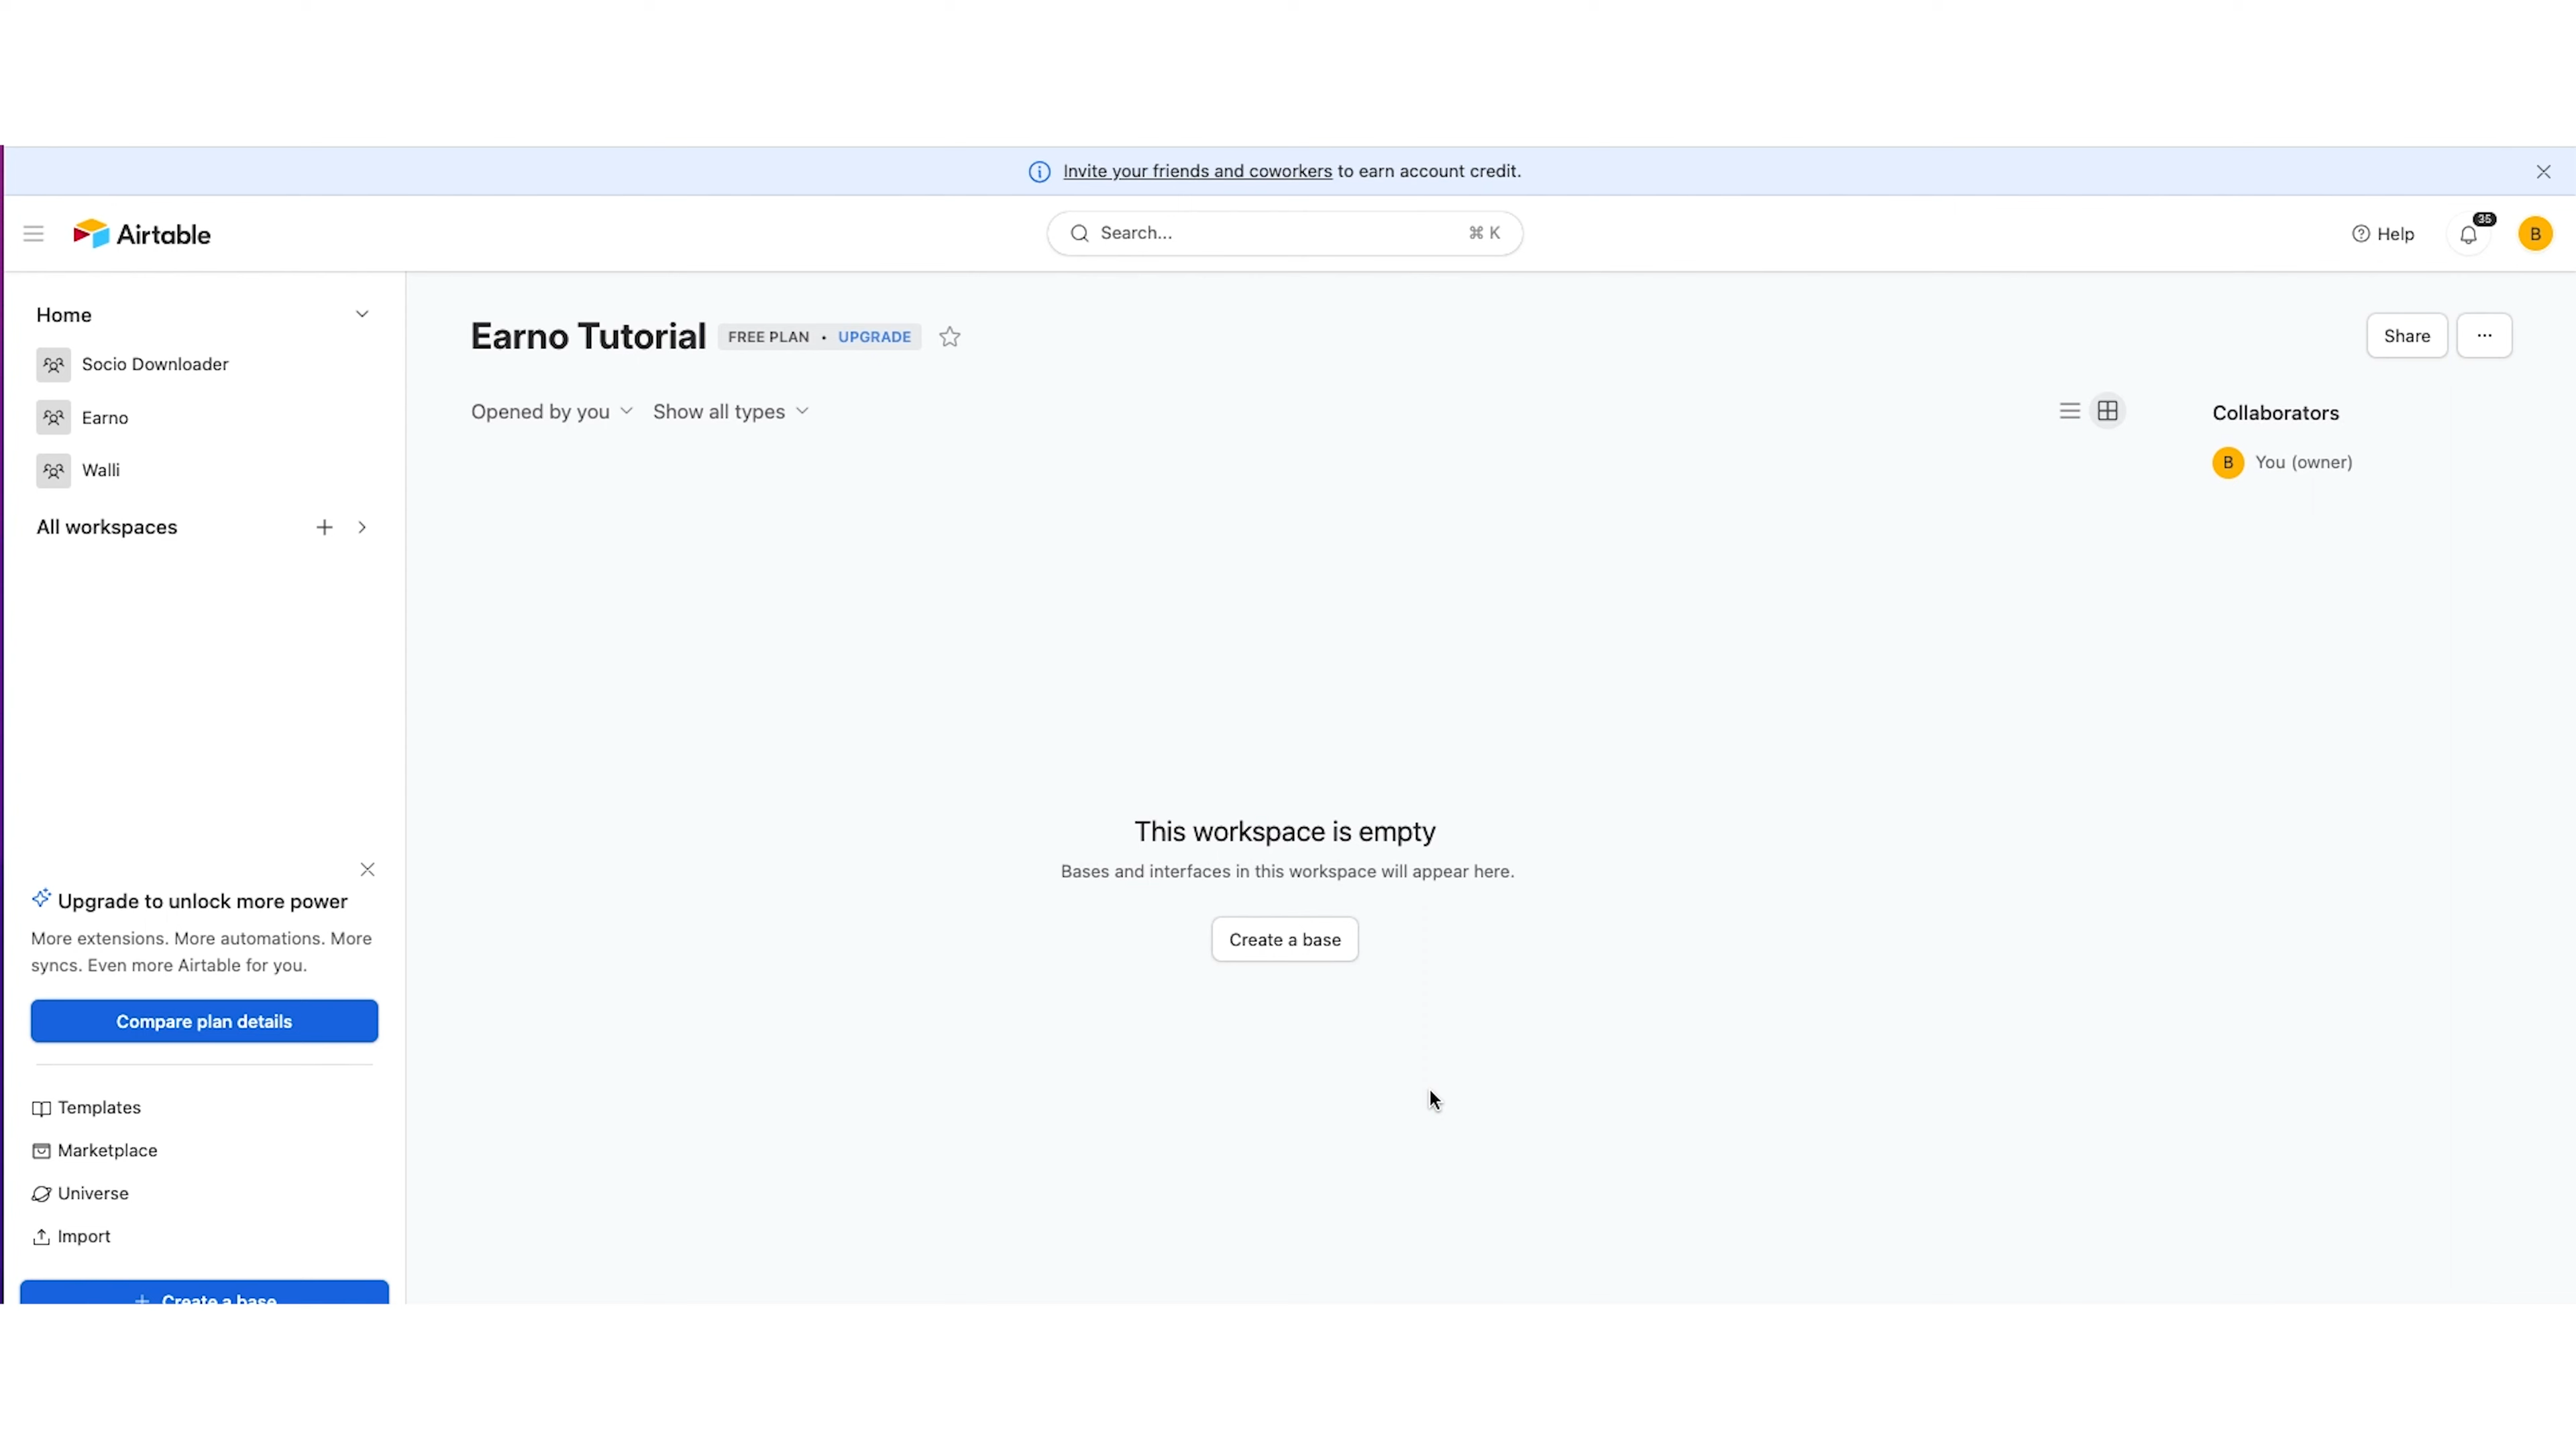 Invite your friends and coworkers to earn account credit.
Airtable
Search... ⌘ K
Help
35
B
Home
Socio Downloader
Earno
Walli
All workspaces
Upgrade to unlock more power
More extensions. More automations. More
syncs. Even more Airtable for you.
Compare plan details
Templates
Marketplace
Universe
Import
+ Create a base
Earno Tutorial FREE PLAN • UPGRADE
Share ...
Opened by you Show all types
This workspace is empty
Bases and interfaces in this workspace will appear here.
Create a base
Collaborators
B You (owner)